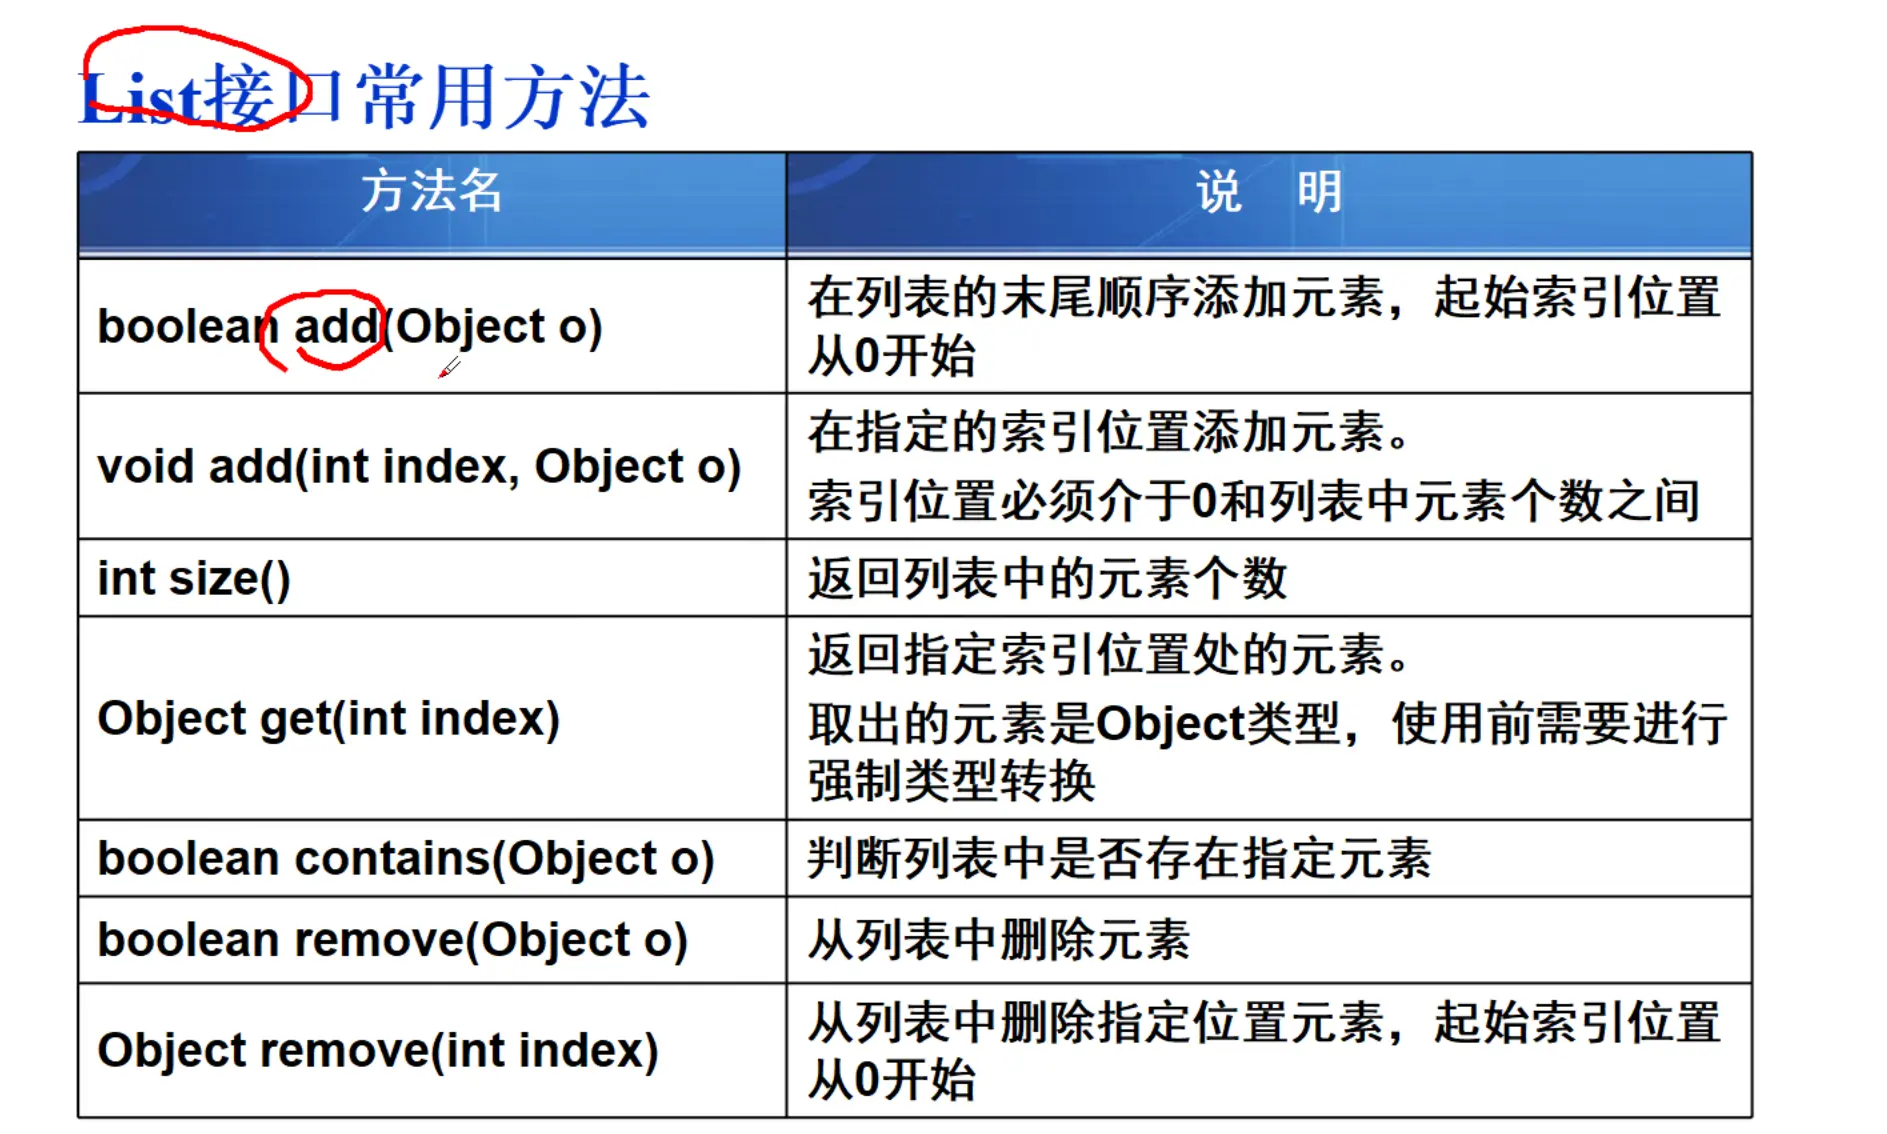 List接口常用方法
方法名
说 明
boolean add(Object o)
在列表的末尾顺序添加元素，起始索引位置
从0开始
void add(int index, Object o)
在指定的索引位置添加元素。
索引位置必须介于0和列表中元素个数之间
int size()
返回列表中的元素个数
Object get(int index)
返回指定索引位置处的元素。
取出的元素是Object类型，使用前需要进行
强制类型转换
boolean contains(Object o)
判断列表中是否存在指定元素
boolean remove(Object o)
从列表中删除元素
Object remove(int index)
从列表中删除指定位置元素，起始索引位置
从0开始